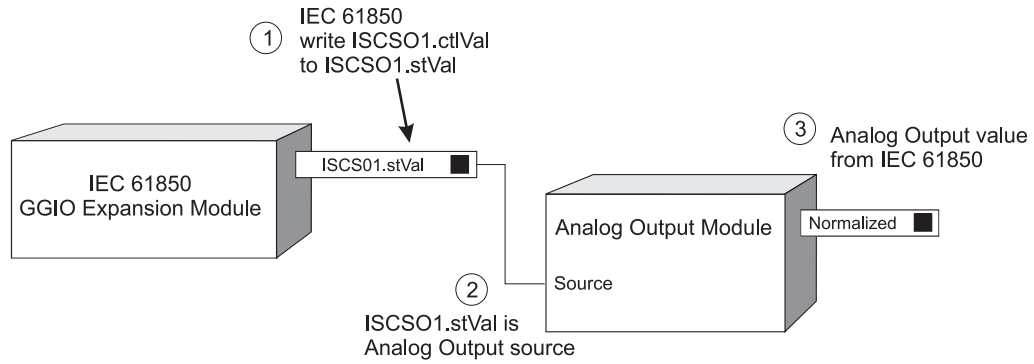 1
IEC 61850
write ISCSO1.ctlVal
to ISCSO1.stVal
IEC 61850
GGIO Expansion Module
ISCS01.stVal
3
Analog Output value
from IEC 61850
Analog Output Module
Normalized
Source
2
ISCSO1.stVal is
Analog Output source